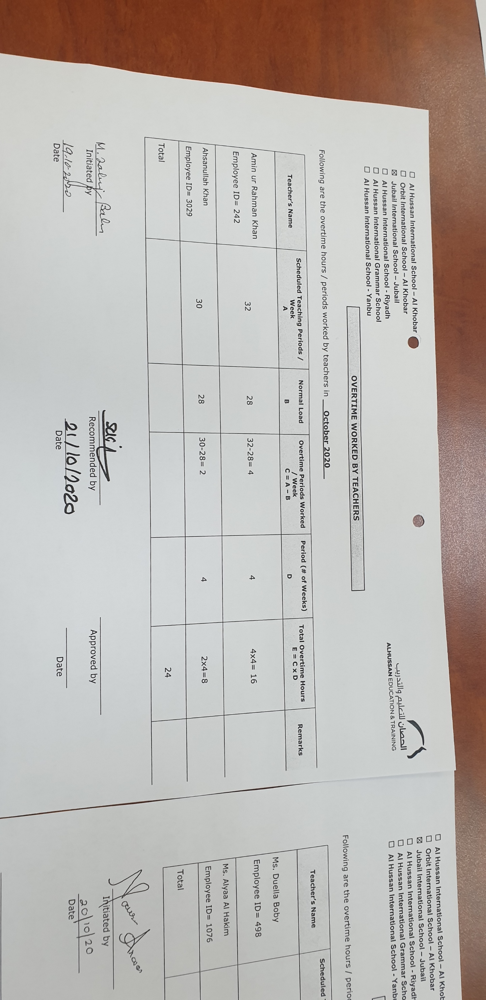 ☐ Al Hussan International School – Al Khobar
☐ Orbit International School – Al Khobar
☒ Jubail International School – Jubail
☐ Al Hussan International School - Riyadh
☐ Al Hussan International Grammar School
☐ Al Hussan International School - Yanbu
الحصان للتعليم والتدريب
ALHUSSAN EDUCATION & TRAINING
OVERTIME WORKED BY TEACHERS
Following are the overtime hours / periods worked by teachers in October 2020
Teacher's Name
Scheduled Teaching Periods /
Week
A
Normal Load
B
Overtime Periods Worked
/ Week
C = A – B
Period (# of Weeks)
D
Total Overtime Hours
E = C x D
Remarks
Amin ur Rahman Khan
Employee ID= 242
32
28
32-28= 4
4
4x4= 16
Ahsanullah Khan
Employee ID= 3029
30
28
30-28= 2
4
2x4=8
Total
24
Initiated by
19-10-2020
Date
Recommended by
21/10/2020
Date
Approved by
Date
☐ Al Hussan International School – Al Khob
☐ Orbit International School – Al Khobar
☒ Jubail International School – Jubail
☐ Al Hussan International School - Riyadh
☐ Al Hussan International Grammar Scho
☐ Al Hussan International School - Yanb
Following are the overtime hours / perio
Teacher's Name
Scheduled
Ms. Duella Boby
Employee ID= 498
Ms. Alyaa Al Hakim
Employee ID= 1076
Total
Initiated by
20/10/20
Date